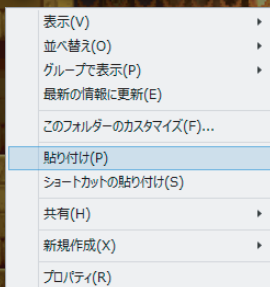 表示(V)
並べ替え(O)
グループで表示(P)
最新の情報に更新(E)
このフォルダーのカスタマイズ(F)...
貼り付け(P)
ショートカットの貼り付け(S)
共有(H)
新規作成(X)
プロパティ(R)